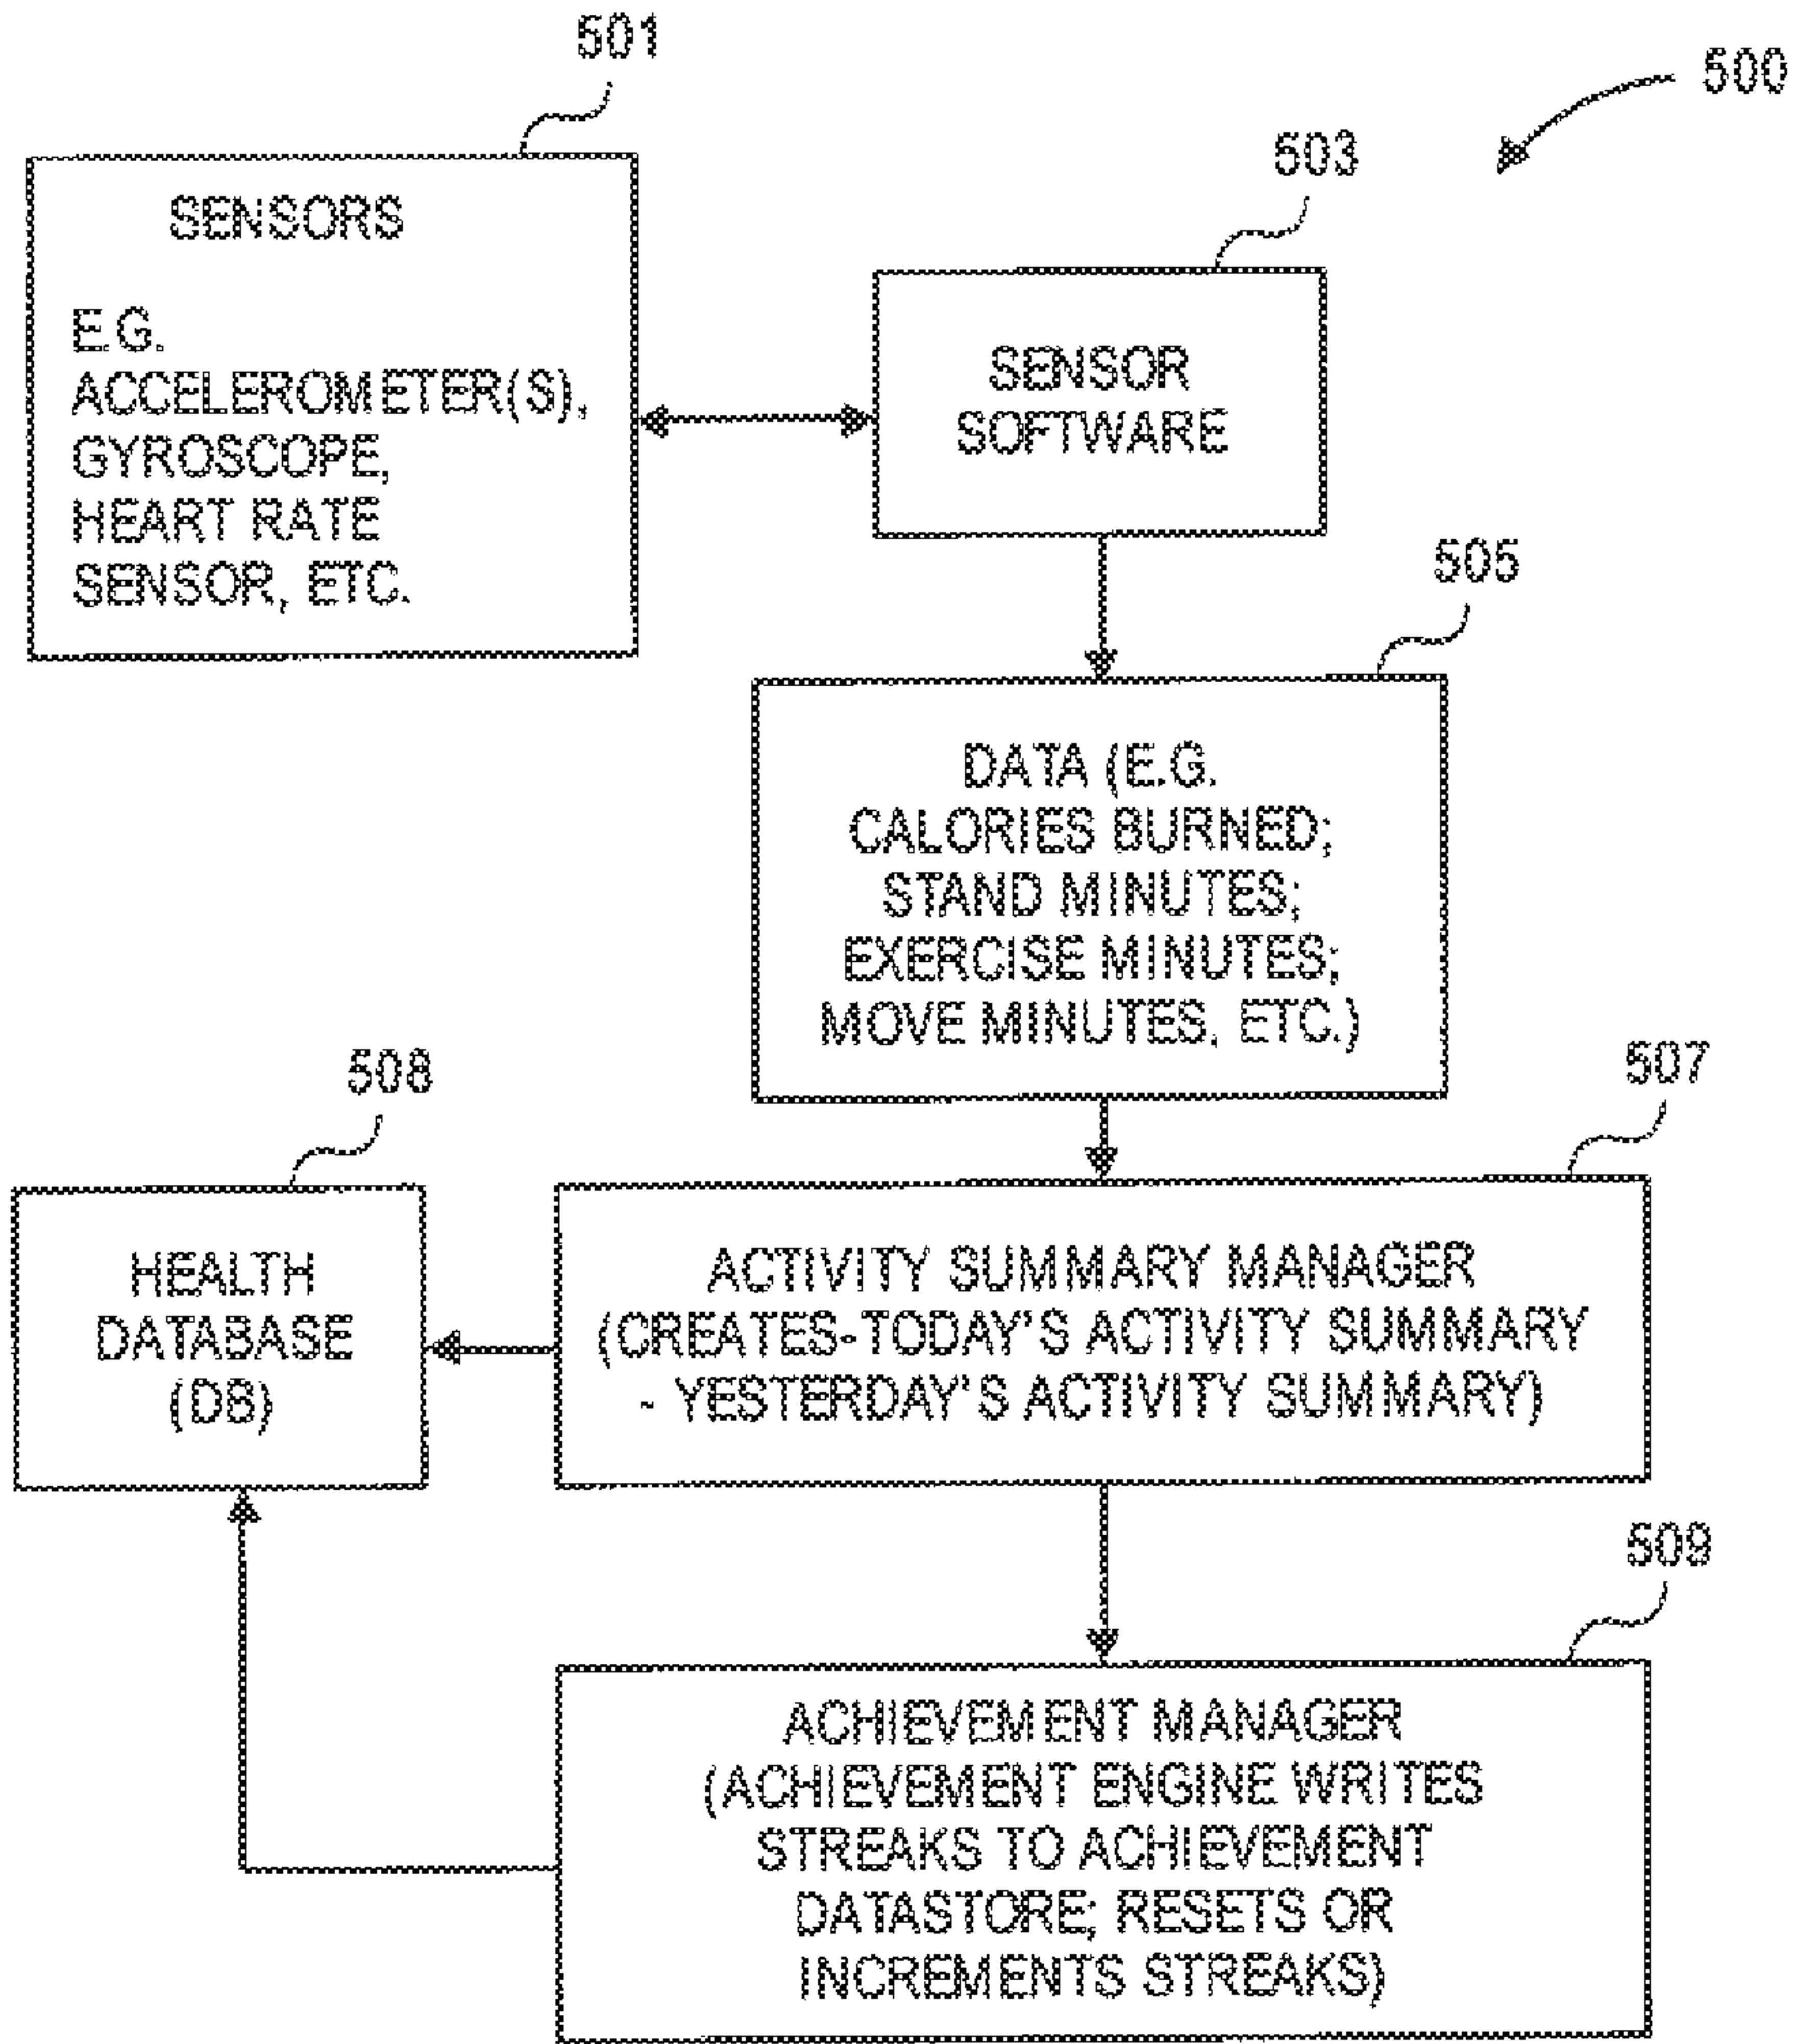 501
500
503
SENSORS
E.G.
ACCELEROMETER(S),
GYROSCOPE,
HEART RATE
SENSOR, ETC.
SENSOR
SOFTWARE
505
DATA (E.G.
CALORIES BURNED;
STAND MINUTES;
EXERCISE MINUTES;
MOVE MINUTES, ETC.)
508
507
HEALTH
DATABASE
(DB)
ACTIVITY SUMMARY MANAGER
(CREATES-TODAY'S ACTIVITY SUMMARY
- YESTERDAY'S ACTIVITY SUMMARY)
509
ACHIEVEMENT MANAGER
(ACHIEVEMENT ENGINE WRITES
STREAKS TO ACHIEVEMENT
DATASTORE; RESETS OR
INCREMENTS STREAKS)